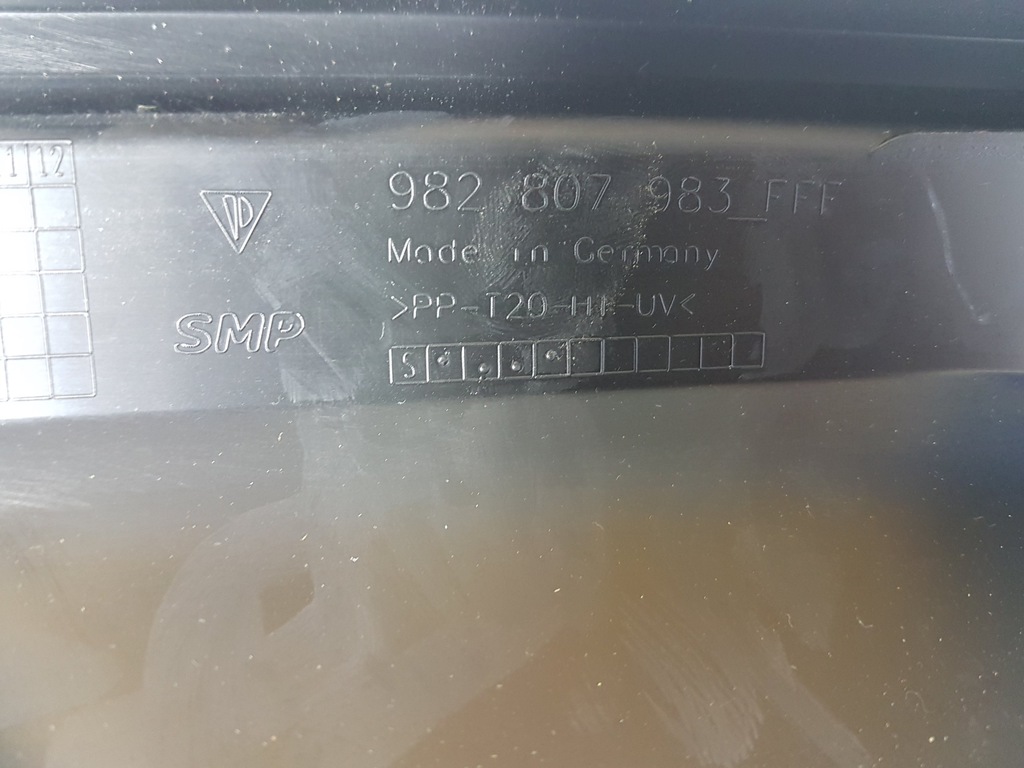 11 12
982 807 983_FFF
Made in Germany
>PP-T20-HI-UV<
SMP
S